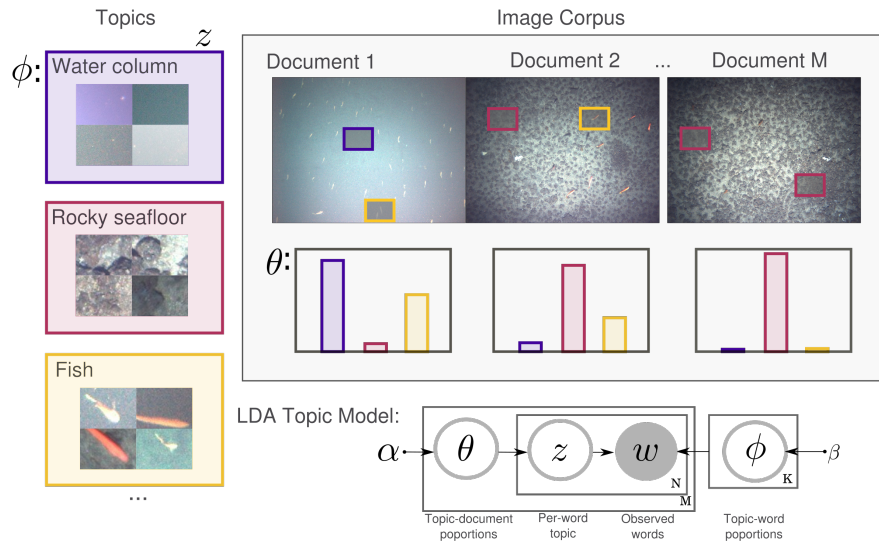 Topics
z
ϕ:
Water column
Rocky seafloor
Fish
...
Image Corpus
Document 1
Document 2
...
Document M
θ:
LDA Topic Model:
α
θ
z
w
N
M
ϕ
K
β
Topic-document
poportions
Per-word
topic
Observed
words
Topic-word
poportions